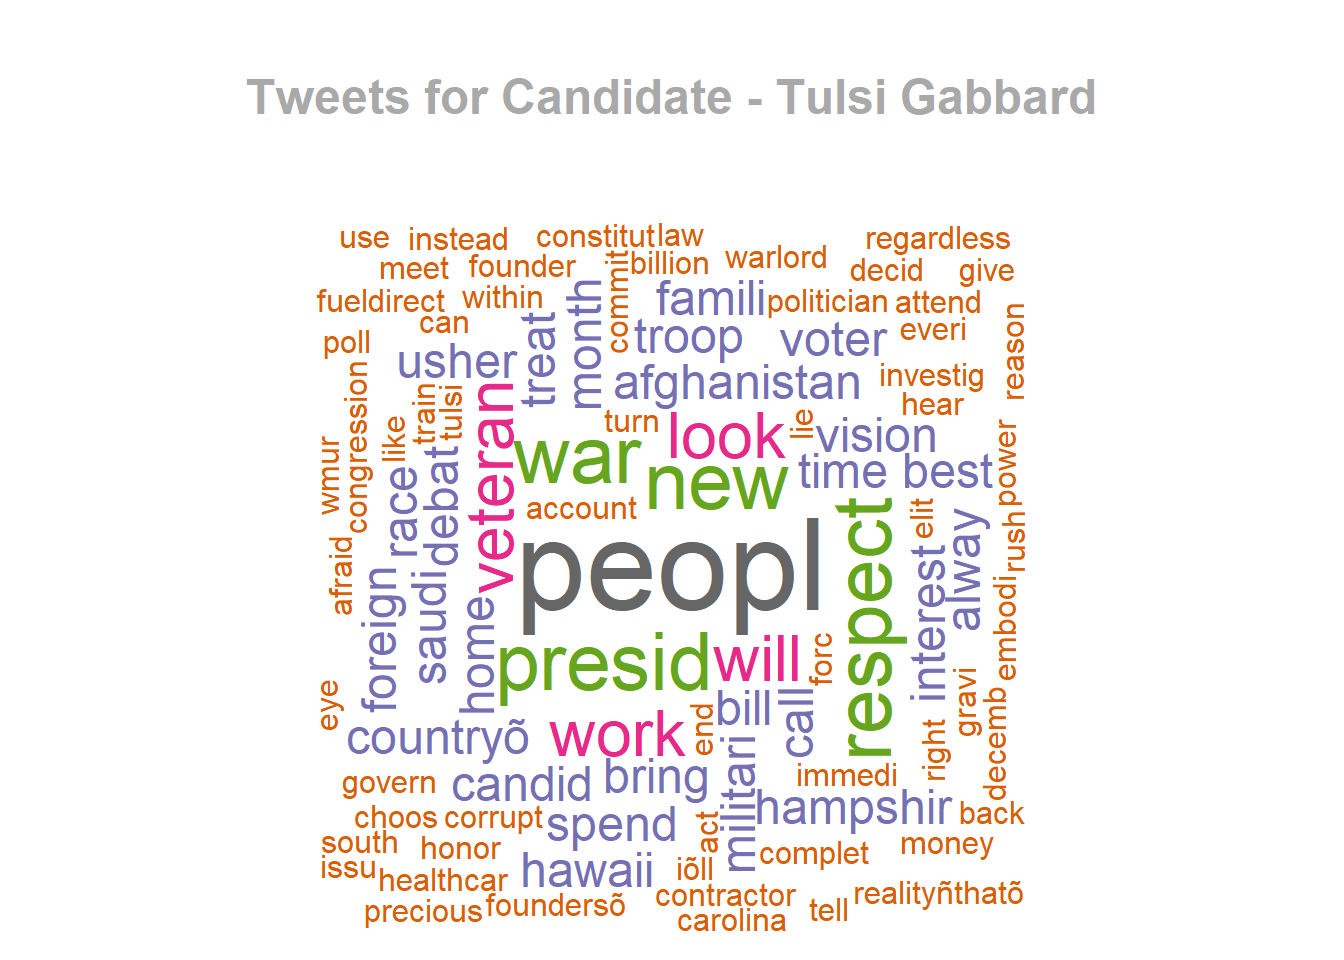 Tweets for Candidate - Tulsi Gabbard
use instead constitut law regardless
meet founder commit billion warlord decid give
fueldirect within month famili politician attend
poll can treat troop voter everi reason
usher afghanistan investig
congression like train tulsi veteran turn look lie vision hear
wmur race debat war new time best power
account respect elit alway rush
afraid foreign saudi home peopl interest embodi
presid will forc
eye countryõ work end bill call right gravi decemb
govern candid bring militari immedi
choos corrupt spend act hampshir back
south honor complet money
issu healthcar hawaii iõll
precious foundersõ contractor tell realityñthatõ
carolina